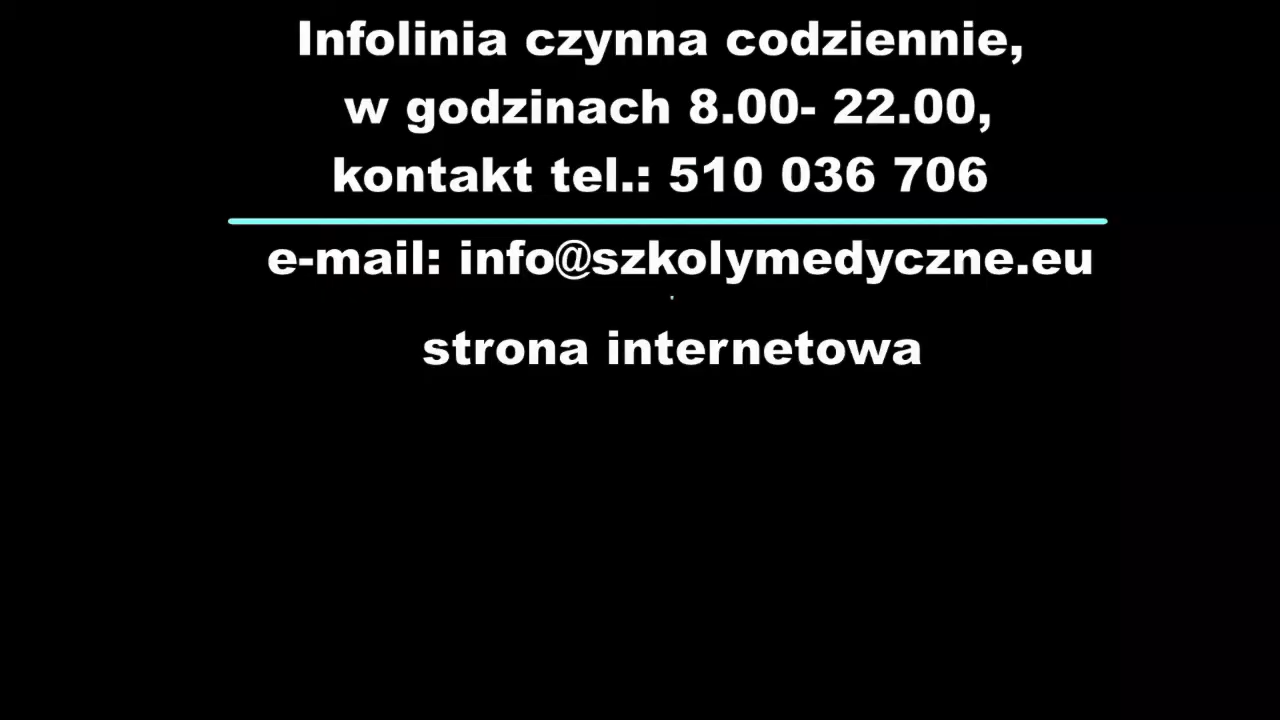 Infolinia czynna codziennie,
w godzinach 8.00- 22.00,
kontakt tel.: 510 036 706
e-mail: info@szkolymedyczne.eu
strona internetowa